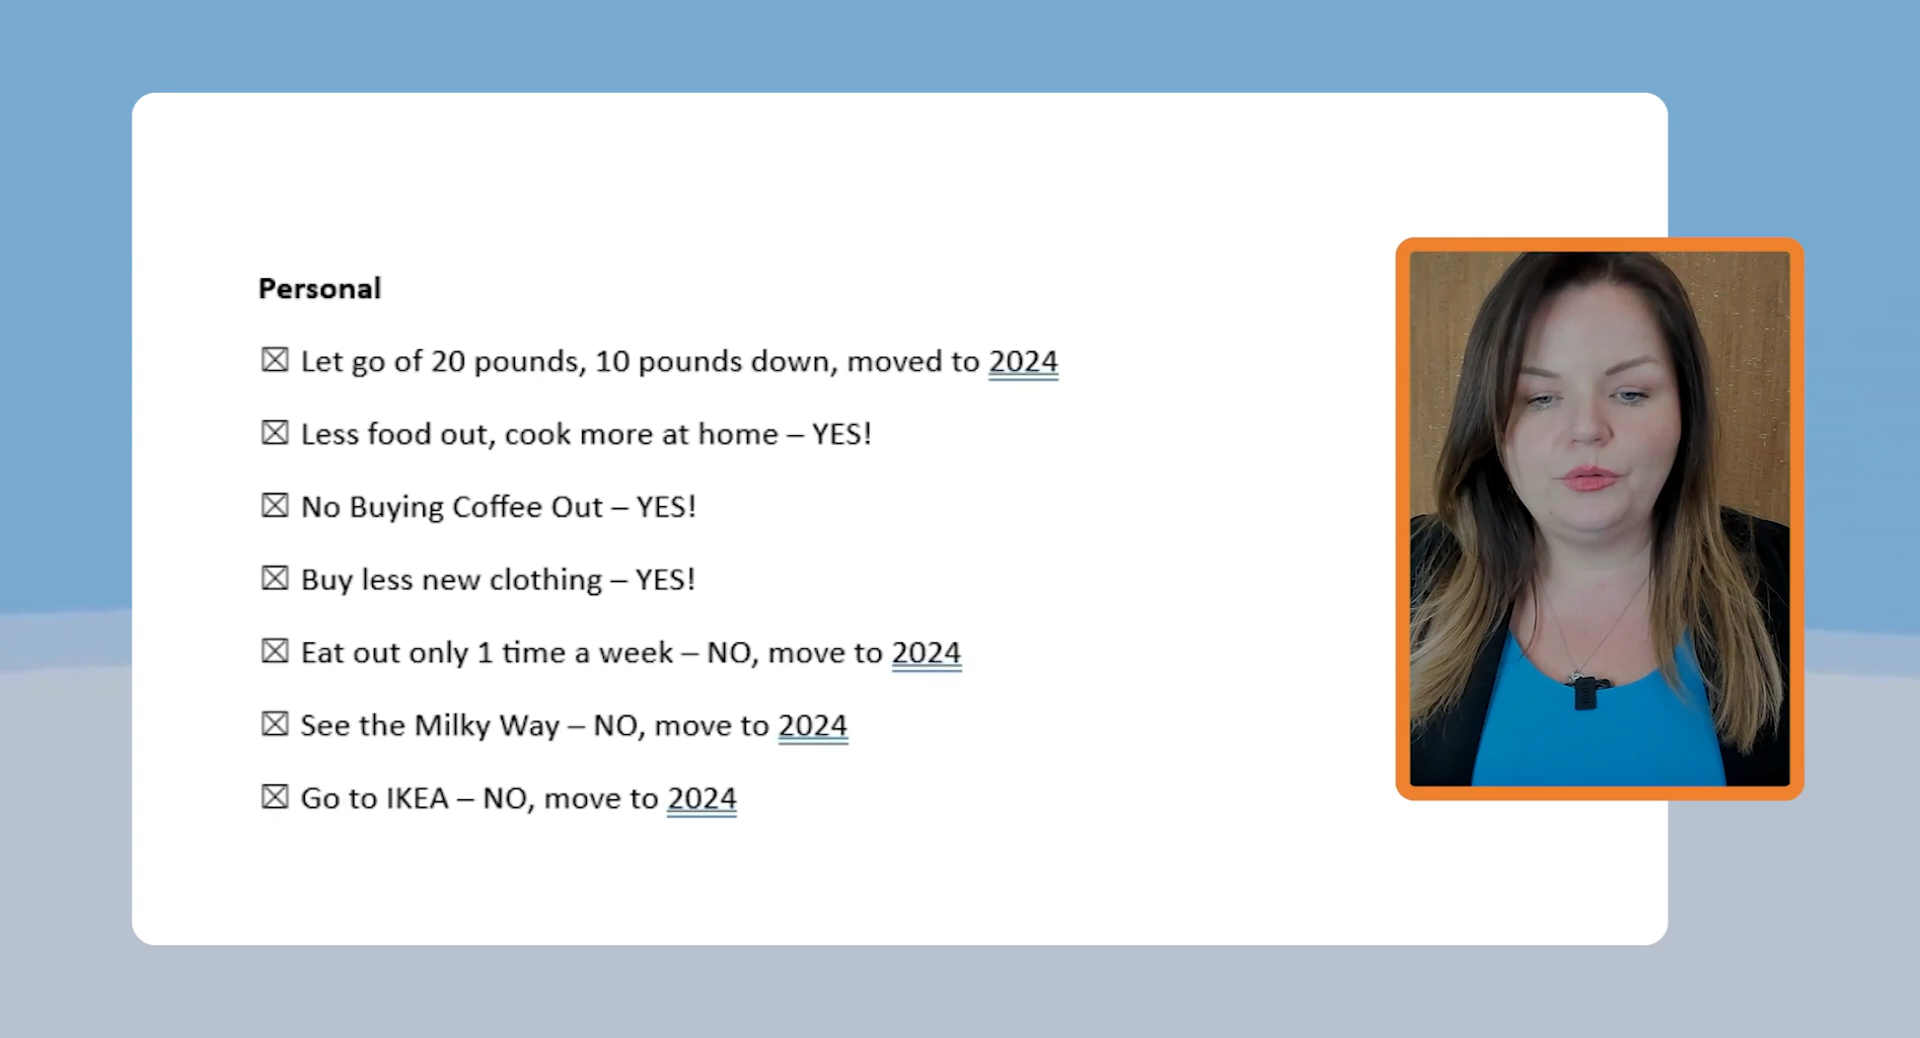 Personal
☒ Let go of 20 pounds, 10 pounds down, moved to 2024
☒ Less food out, cook more at home – YES!
☒ No Buying Coffee Out – YES!
☒ Buy less new clothing – YES!
☒ Eat out only 1 time a week – NO, move to 2024
☒ See the Milky Way – NO, move to 2024
☒ Go to IKEA – NO, move to 2024